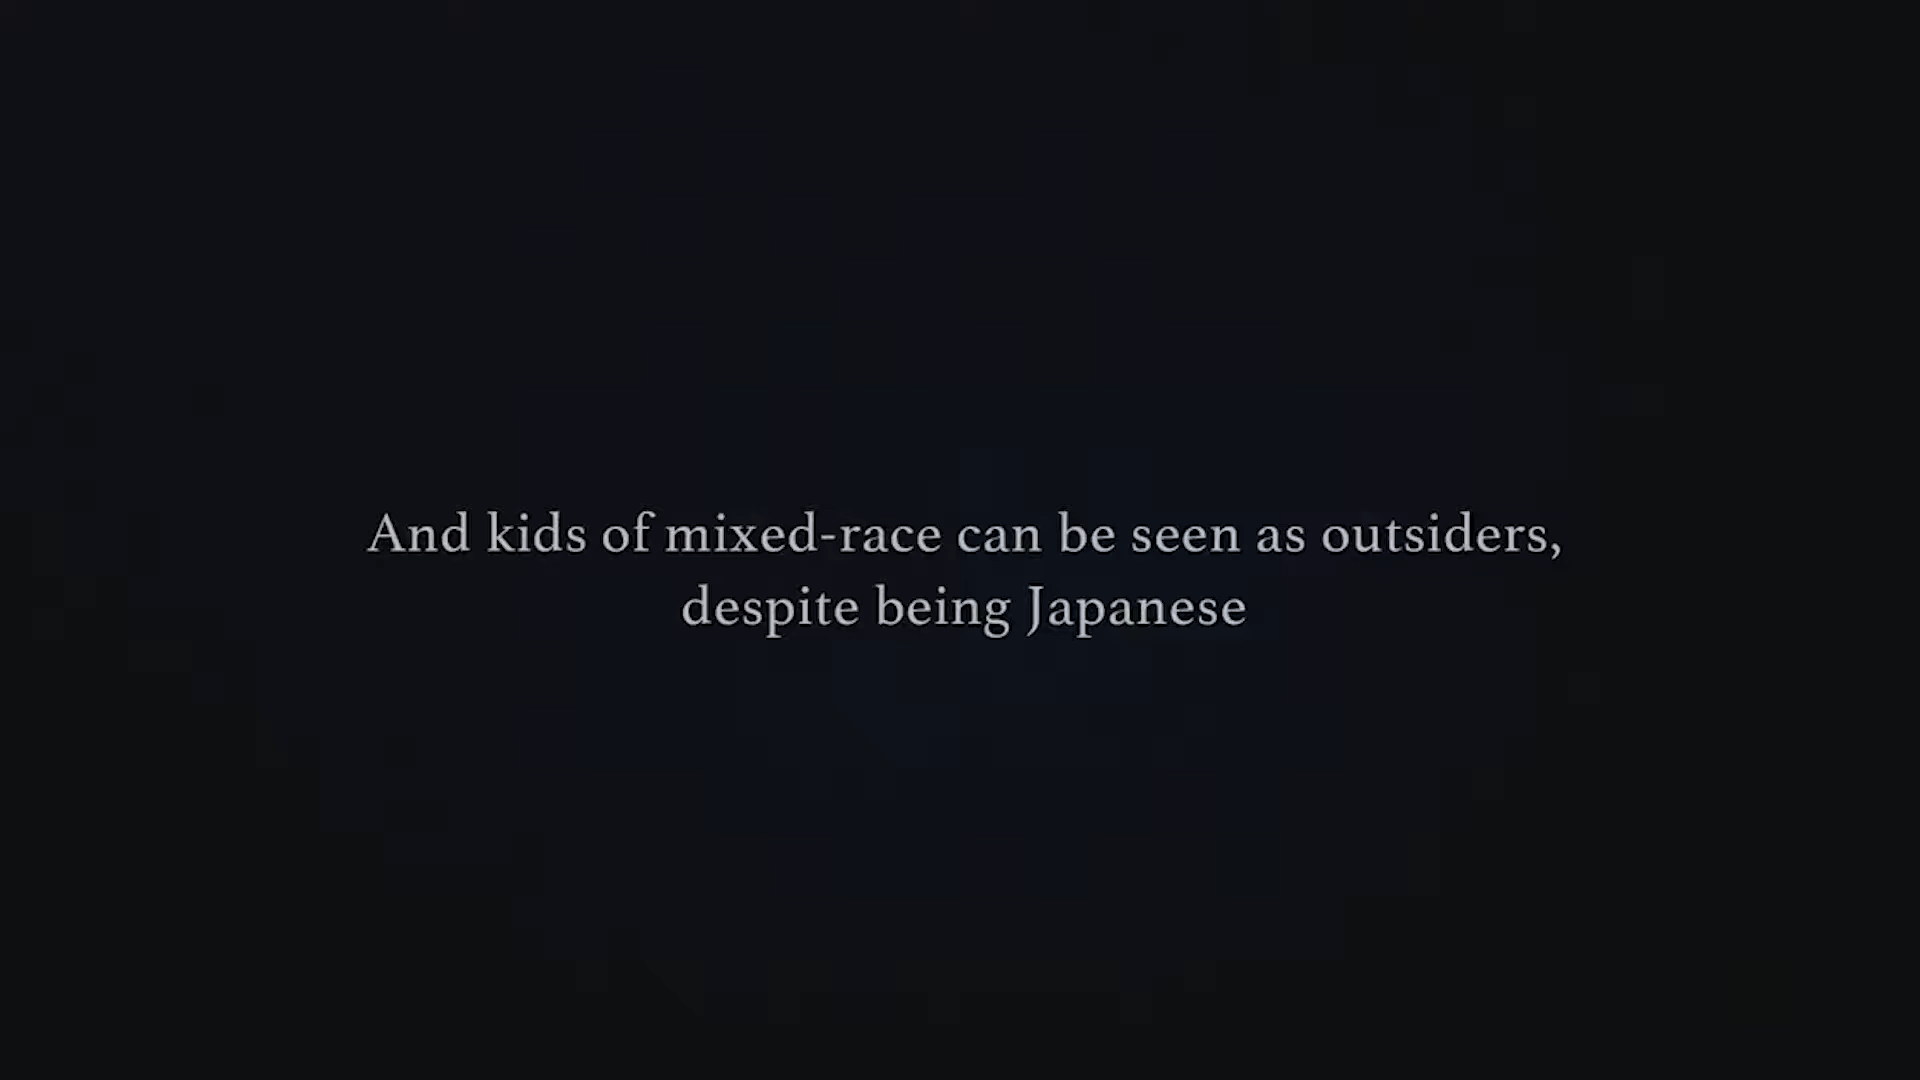 And kids of mixed-race can be seen as outsiders,
despite being Japanese